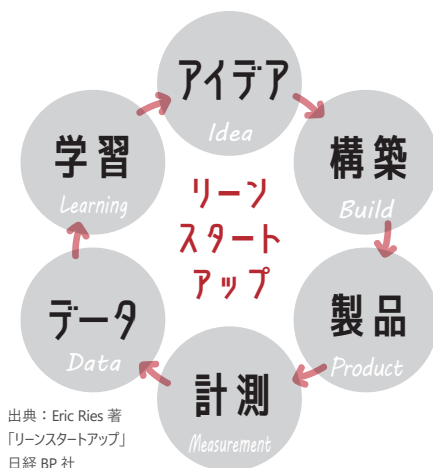 アイデア
Idea
構築
Build
製品
Product
計測
Measurement
データ
Data
学習
Learning
リーン
スタート
アップ
出典：Eric Ries 著
「リーンスタートアップ」
日経 BP 社